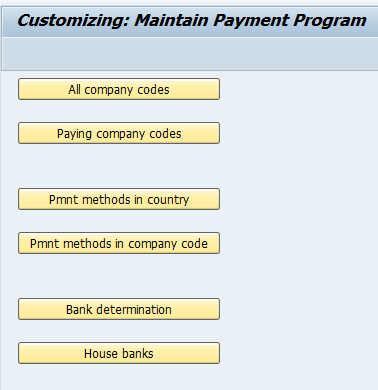 Customizing: Maintain Payment Program
All company codes
Paying company codes
Pmnt methods in country
Pmnt methods in company code
Bank determination
House banks